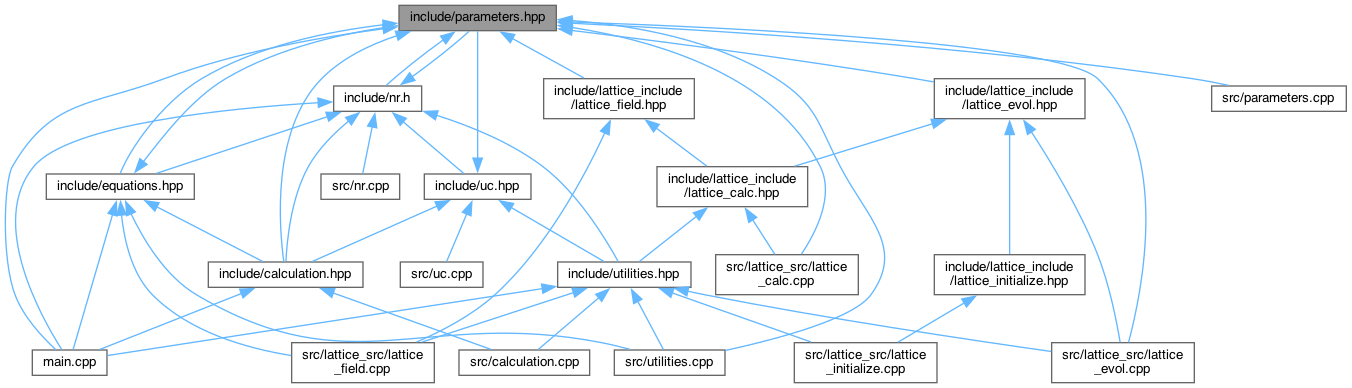 include/parameters.hpp
include/nr.h
include/lattice_include
/lattice_field.hpp
include/lattice_include
/lattice_evol.hpp
src/parameters.cpp
include/equations.hpp
src/nr.cpp
include/uc.hpp
include/lattice_include
/lattice_calc.hpp
include/calculation.hpp
src/uc.cpp
include/utilities.hpp
src/lattice_src/lattice
_calc.cpp
include/lattice_include
/lattice_initialize.hpp
main.cpp
src/lattice_src/lattice
_field.cpp
src/calculation.cpp
src/utilities.cpp
src/lattice_src/lattice
_initialize.cpp
src/lattice_src/lattice
_evol.cpp